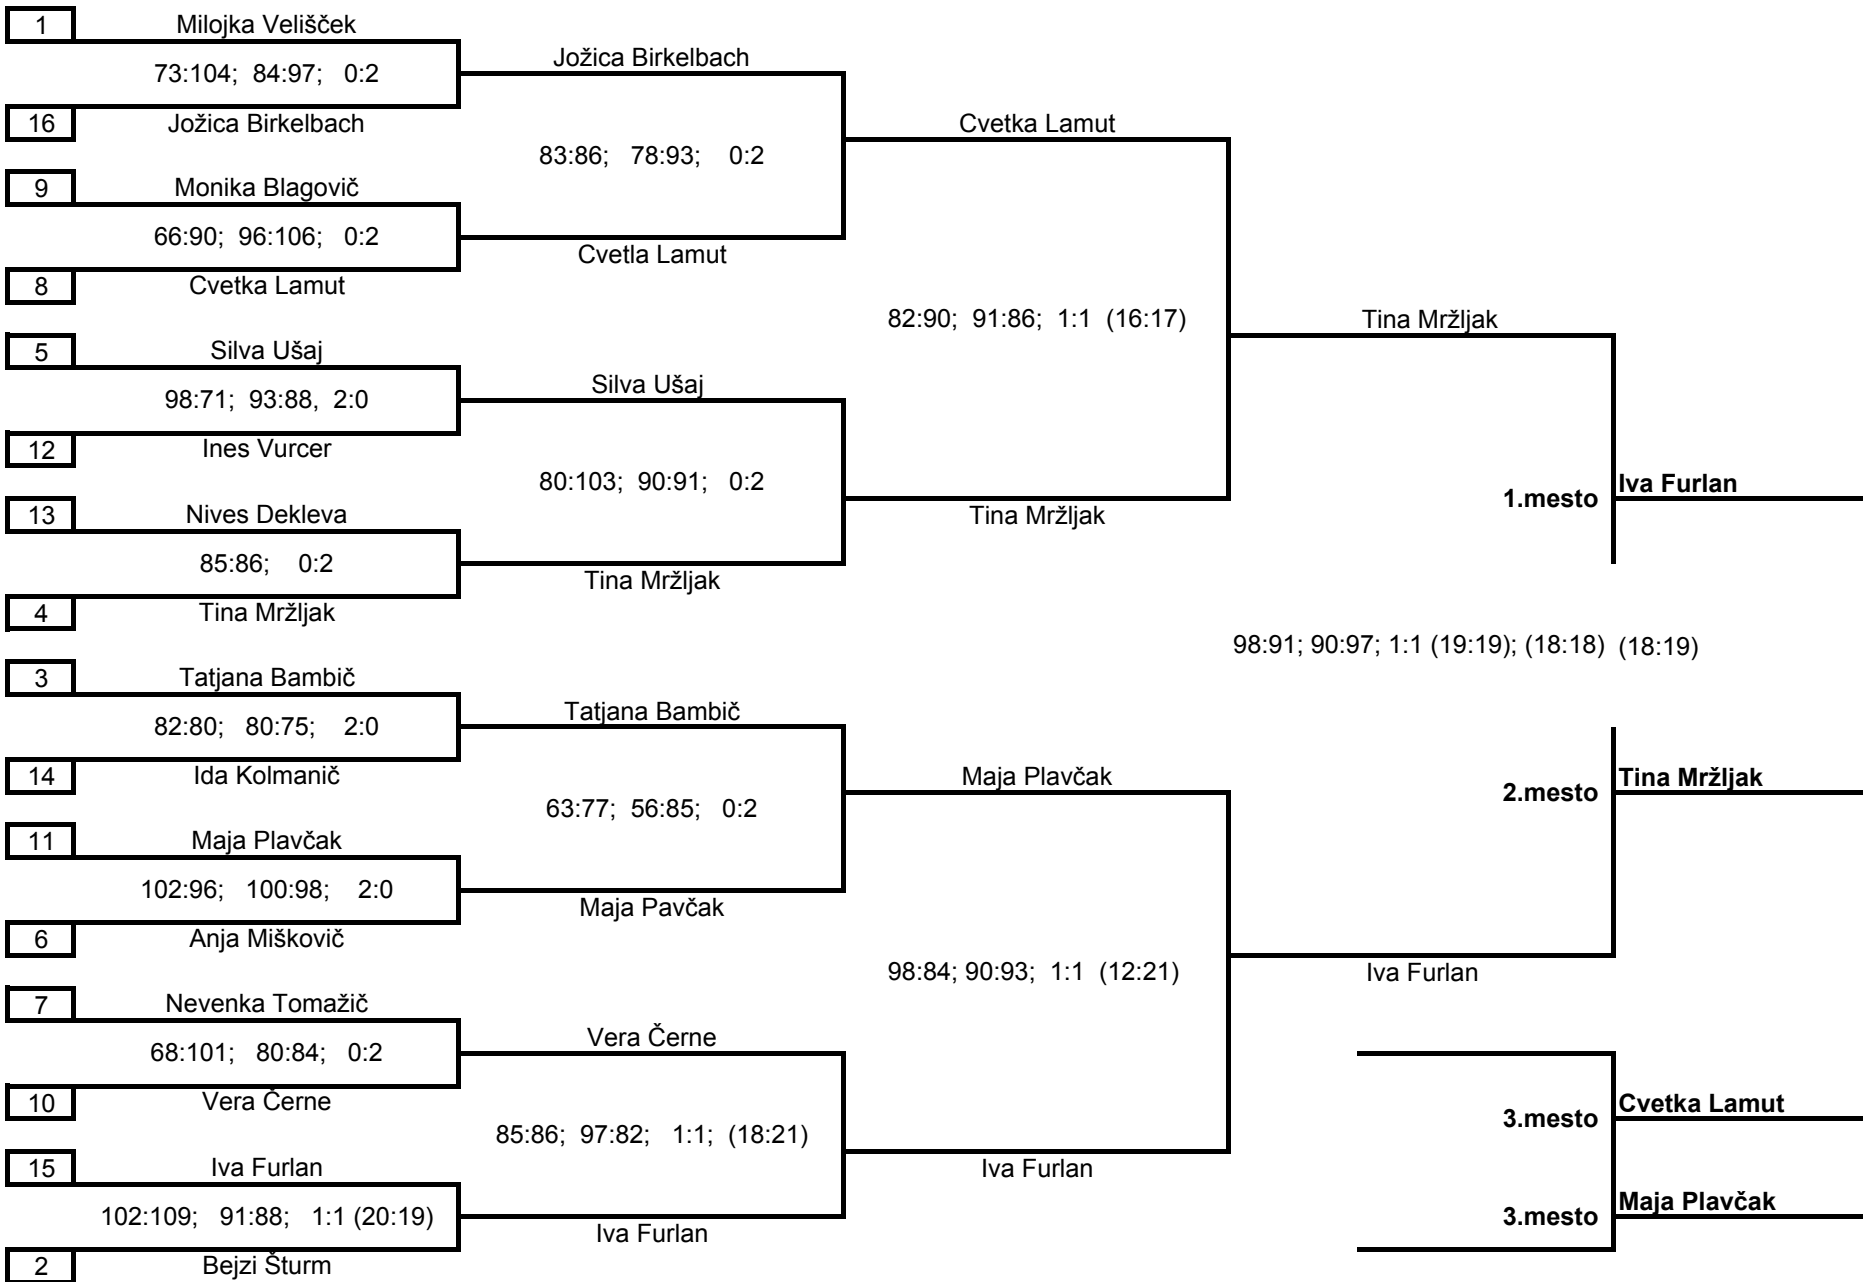 1 Milojka Velišček
73:104; 84:97; 0:2
Jožica Birkelbach
16 Jožica Birkelbach
Cvetka Lamut
83:86; 78:93; 0:2
9 Monika Blagovič
66:90; 96:106; 0:2
Cvetla Lamut
8 Cvetka Lamut
82:90; 91:86; 1:1 (16:17)
Tina Mržljak
5 Silva Ušaj
98:71; 93:88, 2:0
Silva Ušaj
12 Ines Vurcer
80:103; 90:91; 0:2
1.mesto Iva Furlan
13 Nives Dekleva
Tina Mržljak
85:86; 0:2
Tina Mržljak
4 Tina Mržljak
98:91; 90:97; 1:1 (19:19); (18:18) (18:19)
3 Tatjana Bambič
82:80; 80:75; 2:0
Tatjana Bambič
14 Ida Kolmanič
Maja Plavčak
2.mesto Tina Mržljak
63:77; 56:85; 0:2
11 Maja Plavčak
102:96; 100:98; 2:0
Maja Pavčak
6 Anja Miškovič
98:84; 90:93; 1:1 (12:21)
Iva Furlan
7 Nevenka Tomažič
68:101; 80:84; 0:2
Vera Černe
10 Vera Černe
3.mesto Cvetka Lamut
85:86; 97:82; 1:1; (18:21)
15 Iva Furlan
Iva Furlan
102:109; 91:88; 1:1 (20:19)
Iva Furlan
3.mesto Maja Plavčak
2 Bejzi Šturm